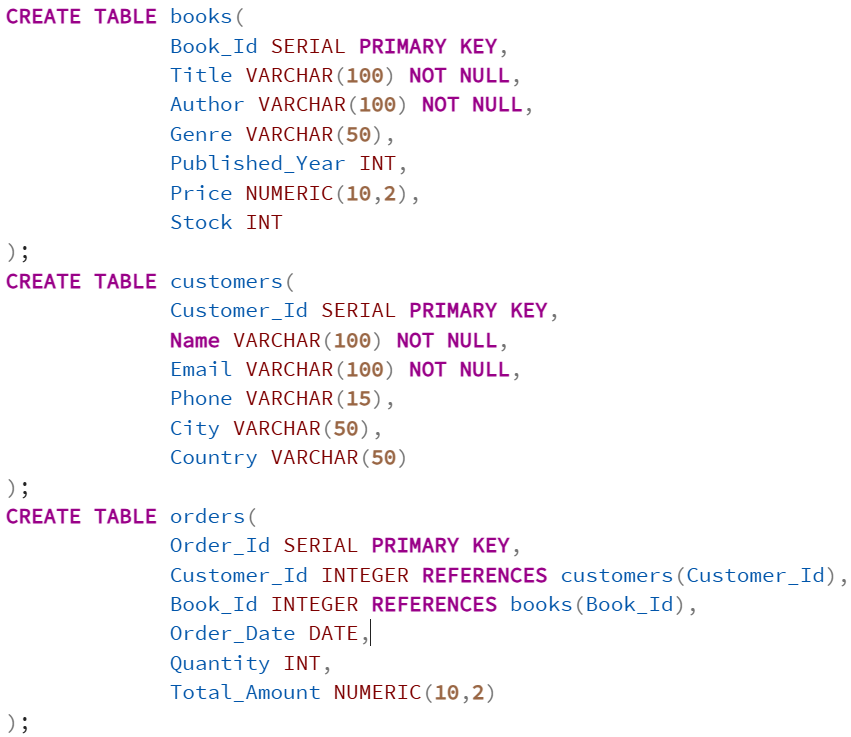 CREATE TABLE books(
Book_Id SERIAL PRIMARY KEY,
Title VARCHAR(100) NOT NULL,
Author VARCHAR(100) NOT NULL,
Genre VARCHAR(50),
Published_Year INT,
Price NUMERIC(10,2),
Stock INT
);
CREATE TABLE customers(
Customer_Id SERIAL PRIMARY KEY,
Name VARCHAR(100) NOT NULL,
Email VARCHAR(100) NOT NULL,
Phone VARCHAR(15),
City VARCHAR(50),
Country VARCHAR(50)
);
CREATE TABLE orders(
Order_Id SERIAL PRIMARY KEY,
Customer_Id INTEGER REFERENCES customers(Customer_Id),
Book_Id INTEGER REFERENCES books(Book_Id),
Order_Date DATE,
Quantity INT,
Total_Amount NUMERIC(10,2)
);